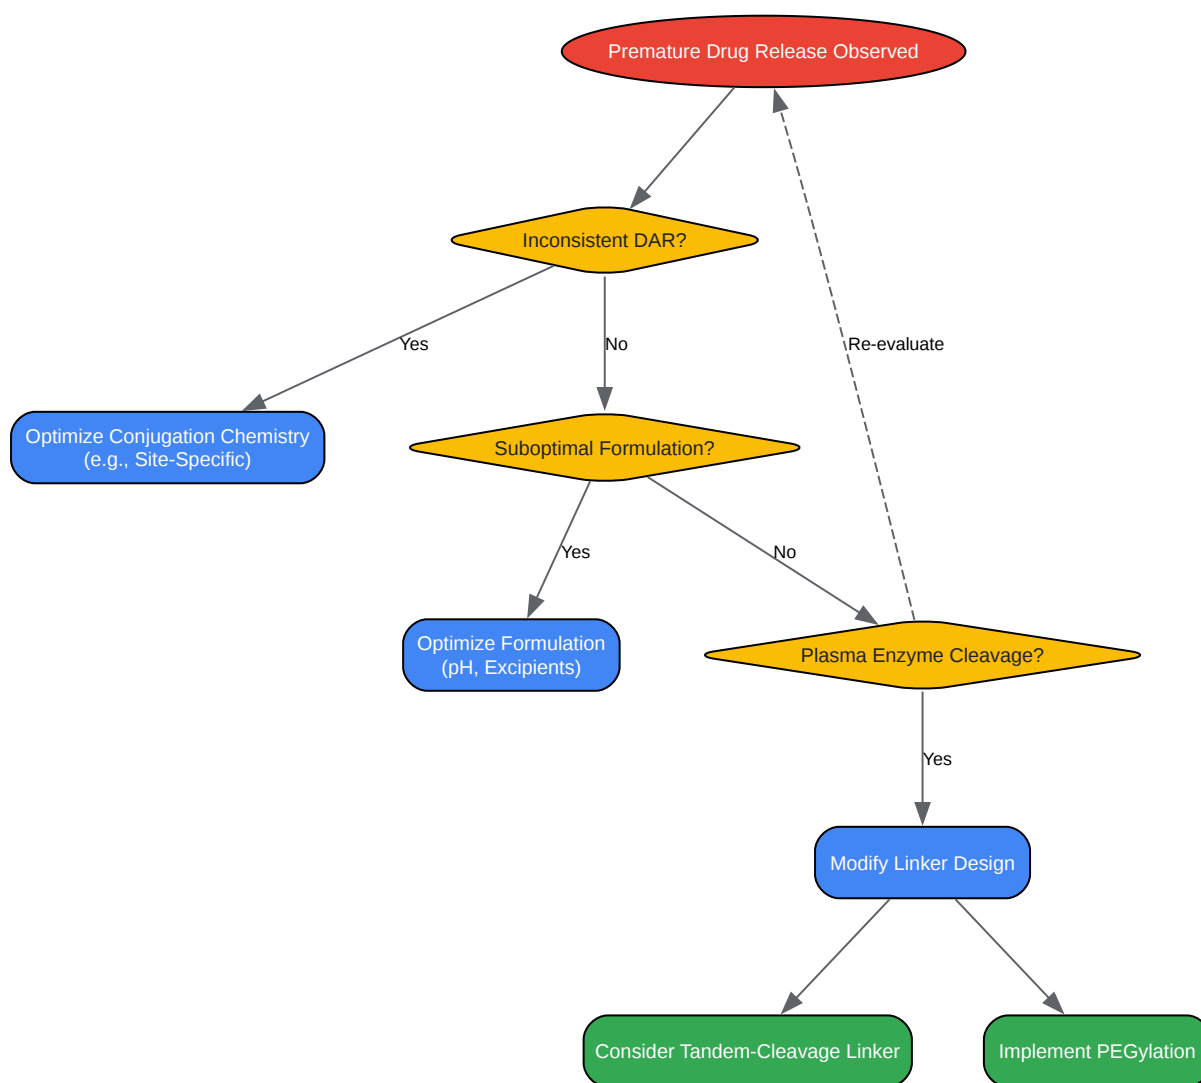 Premature Drug Release Observed
Inconsistent DAR?
Yes
No
Re-evaluate
Optimize Conjugation Chemistry
(e.g., Site-Specific)
Suboptimal Formulation?
Yes
No
Optimize Formulation
(pH, Excipients)
Plasma Enzyme Cleavage?
Yes
Modify Linker Design
Consider Tandem-Cleavage Linker
Implement PEGylation